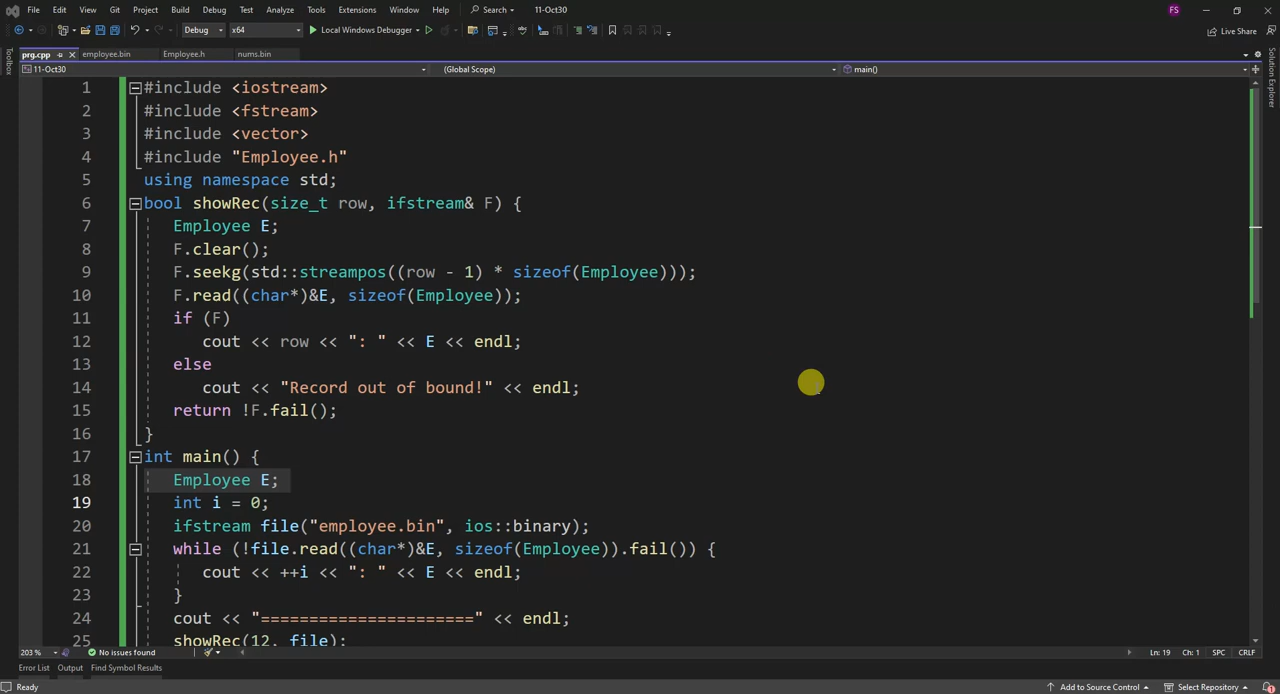 File Edit View Git Project Build Debug Test Analyze Tools Extensions Window Help Search 11-Oct30 FS
Debug x64 Local Windows Debugger Live Share
prg.cpp employee.bin Employee.h nums.bin
11-Oct30 (Global Scope) main()
Toolbox
Solution Explorer
1 #include <iostream>
2 #include <fstream>
3 #include <vector>
4 #include "Employee.h"
5 using namespace std;
6 bool showRec(size_t row, ifstream& F) {
7 Employee E;
8 F.clear();
9 F.seekg(std::streampos((row - 1) * sizeof(Employee)));
10 F.read((char*)&E, sizeof(Employee));
11 if (F)
12 cout << row << ": " << E << endl;
13 else
14 cout << "Record out of bound!" << endl;
15 return !F.fail();
16 }
17 int main() {
18 Employee E;
19 int i = 0;
20 ifstream file("employee.bin", ios::binary);
21 while (!file.read((char*)&E, sizeof(Employee)).fail()) {
22 cout << ++i << ": " << E << endl;
23 }
24 cout << "======================" << endl;
25 showRec(12, file);
203 % No issues found Ln: 19 Ch: 1 SPC CRLF
Error List Output Find Symbol Results
Ready Add to Source Control Select Repository